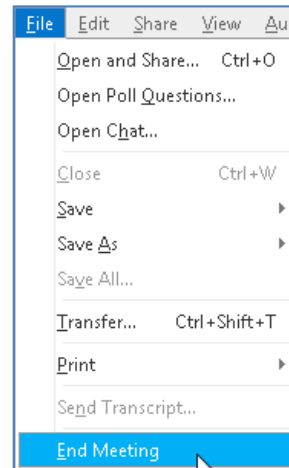 File Edit Share View Au
Open and Share... Ctrl+O
Open Poll Questions...
Open Chat...
Close Ctrl+W
Save
Save As
Save All...
Transfer... Ctrl+Shift+T
Print
Send Transcript...
End Meeting